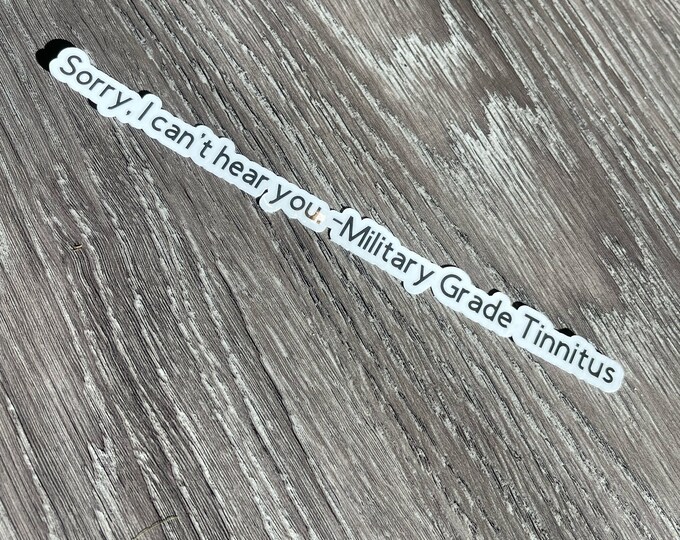 Sorry, I can't hear you. -Military Grade Tinnitus